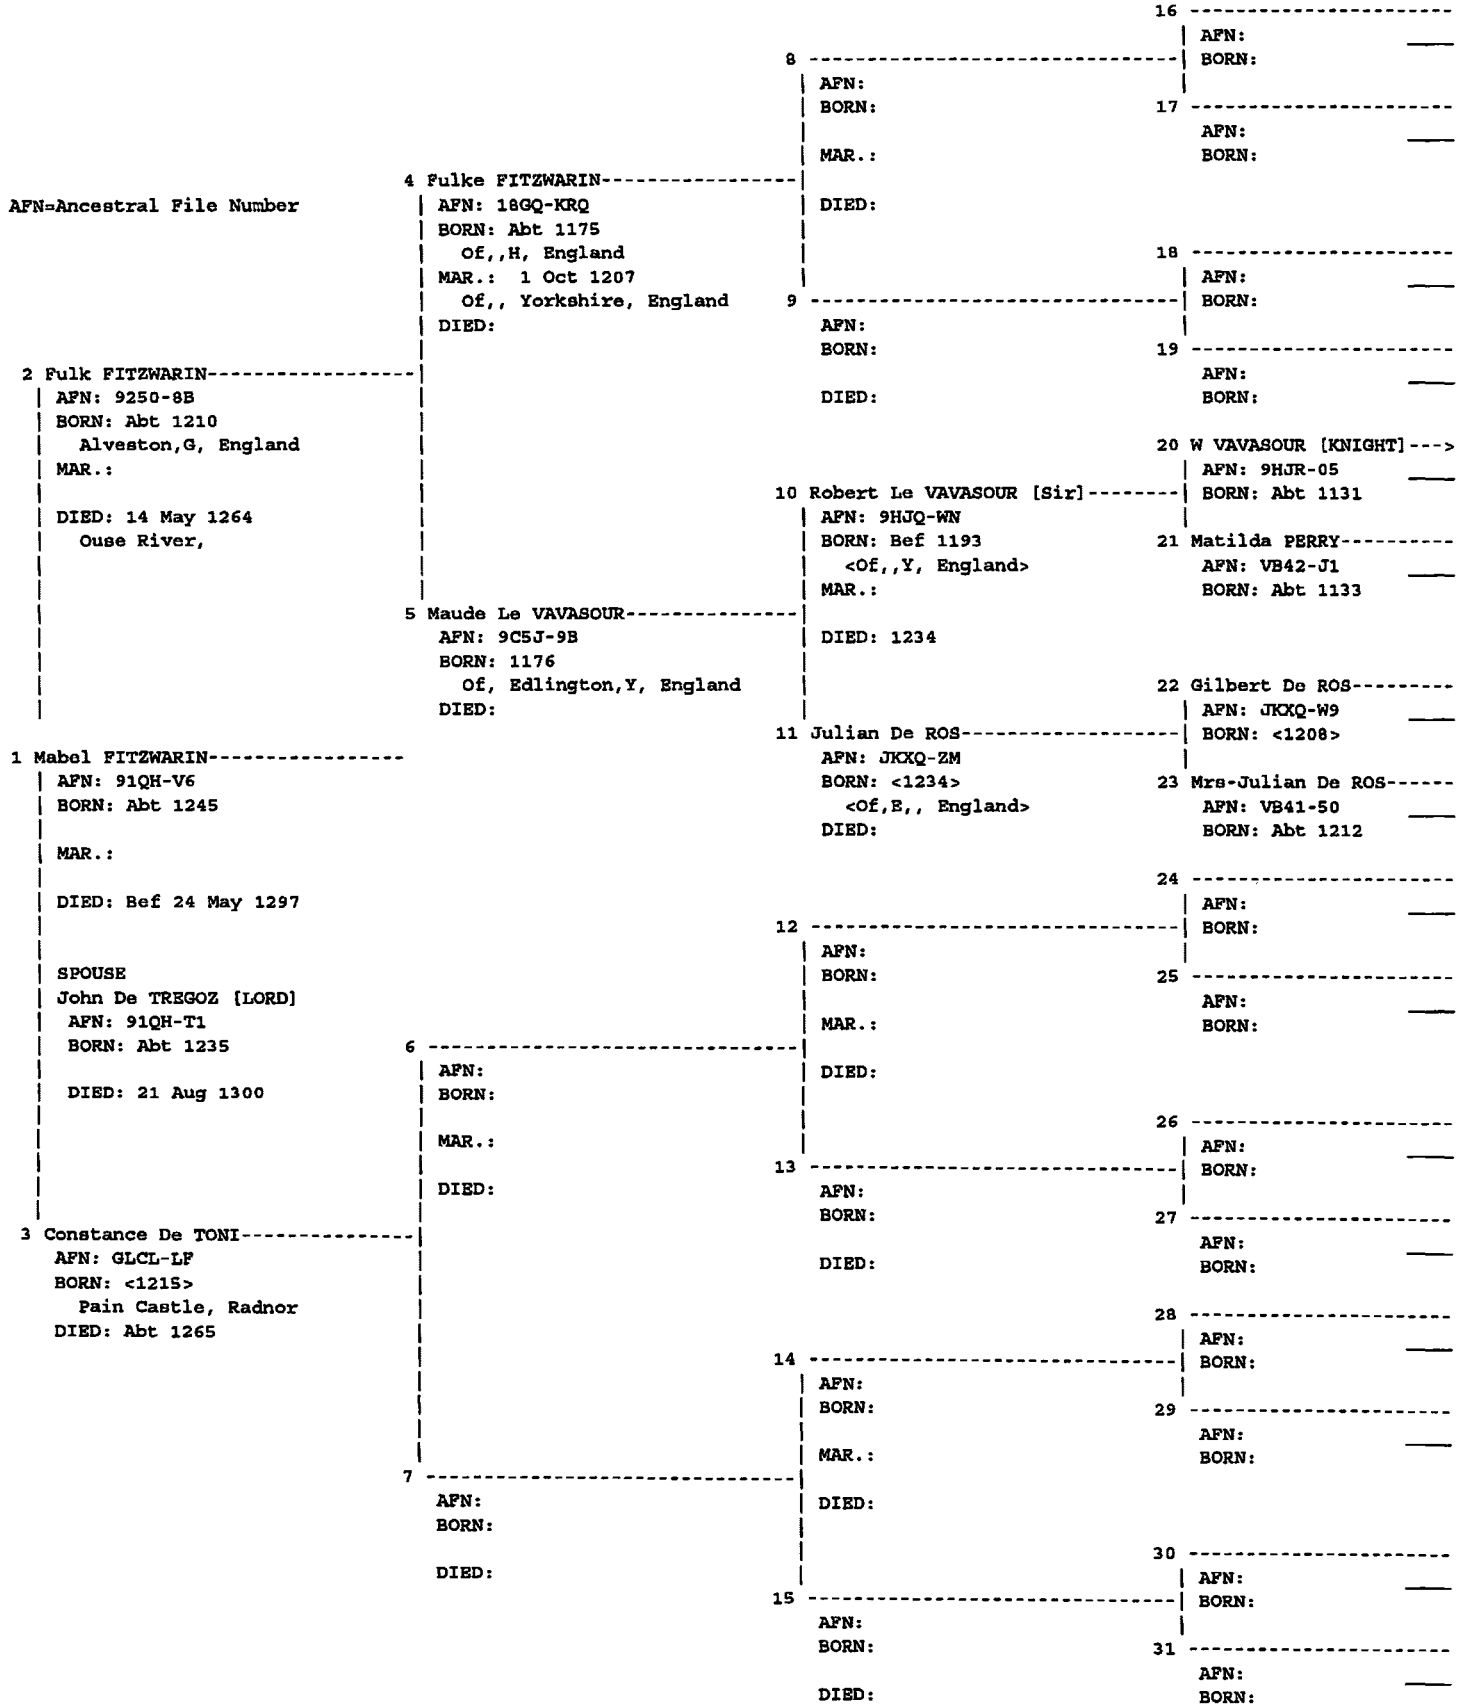 AFN=Ancestral File Number
2 Fulk FITZWARIN----------------
AFN: 9250-8B
BORN: Abt 1210
Alveston,G, England
MAR.:
DIED: 14 May 1264
Ouse River,
1 Mabel FITZWARIN----------------
AFN: 91QH-V6
BORN: Abt 1245
MAR.:
DIED: Bef 24 May 1297
SPOUSE
John De TREGOZ [LORD]
AFN: 91QH-T1
BORN: Abt 1235
DIED: 21 Aug 1300
3 Constance De TONI-------------
AFN: GLCL-LF
BORN: <1215>
Pain Castle, Radnor
DIED: Abt 1265
4 Fulke FITZWARIN---------------
AFN: 18GQ-KRQ
BORN: Abt 1175
Of,,H, England
MAR.: 1 Oct 1207
Of,, Yorkshire, England
DIED:
5 Maude Le VAVASOUR-------------
AFN: 9C5J-9B
BORN: 1176
Of, Edlington,Y, England
DIED:
6 ------------------------------
AFN:
BORN:
MAR.:
DIED:
7 ------------------------------
AFN:
BORN:
DIED:
8 ------------------------------
AFN:
BORN:
MAR.:
DIED:
9 ------------------------------
AFN:
BORN:
DIED:
10 Robert Le VAVASOUR [Sir]-------
AFN: 9HJQ-WN
BORN: Bef 1193
<Of,,Y, England>
MAR.:
DIED: 1234
11 Julian De ROS-----------------
AFN: JKXQ-ZM
BORN: <1234>
<Of,E,, England>
DIED:
12 ------------------------------
AFN:
BORN:
MAR.:
DIED:
13 ------------------------------
AFN:
BORN:
DIED:
14 ------------------------------
AFN:
BORN:
MAR.:
DIED:
15 ------------------------------
AFN:
BORN:
DIED:
16 ----------------------
AFN:
BORN:
17 ----------------------
AFN:
BORN:
18 ----------------------
AFN:
BORN:
19 ----------------------
AFN:
BORN:
20 W VAVASOUR [KNIGHT]--->
AFN: 9HJR-05
BORN: Abt 1131
21 Matilda PERRY----------
AFN: VB42-J1
BORN: Abt 1133
22 Gilbert De ROS---------
AFN: JKXQ-W9
BORN: <1208>
23 Mrs-Julian De ROS------
AFN: VB41-50
BORN: Abt 1212
24 ----------------------
AFN:
BORN:
25 ----------------------
AFN:
BORN:
26 ----------------------
AFN:
BORN:
27 ----------------------
AFN:
BORN:
28 ----------------------
AFN:
BORN:
29 ----------------------
AFN:
BORN:
30 ----------------------
AFN:
BORN:
31 ----------------------
AFN:
BORN: